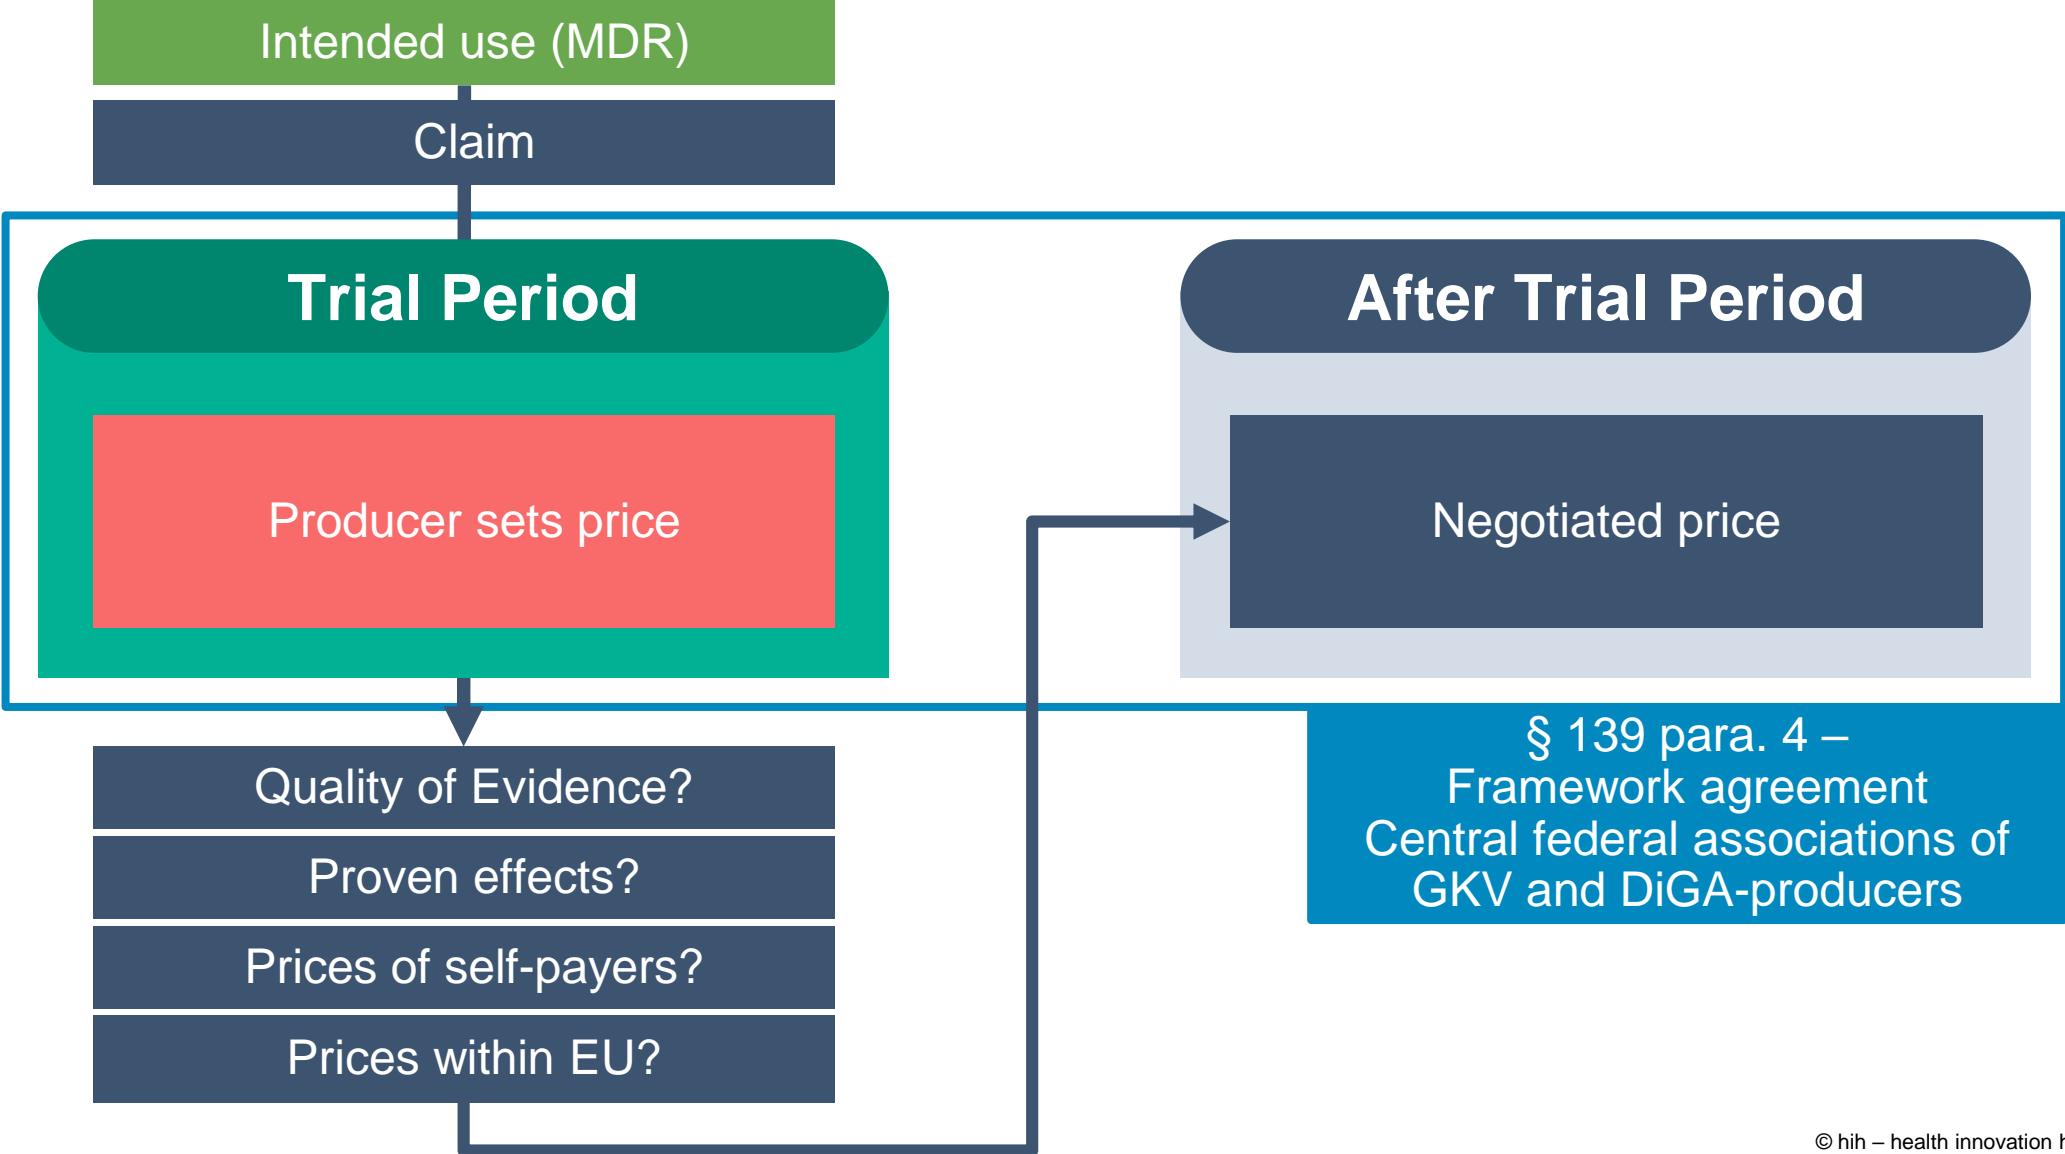 Intended use (MDR)
Claim
Trial Period
Producer sets price
After Trial Period
Negotiated price
Quality of Evidence?
Proven effects?
Prices of self-payers?
Prices within EU?
§ 139 para. 4 –
Framework agreement
Central federal associations of
GKV and DiGA-producers
© hih – health innovation